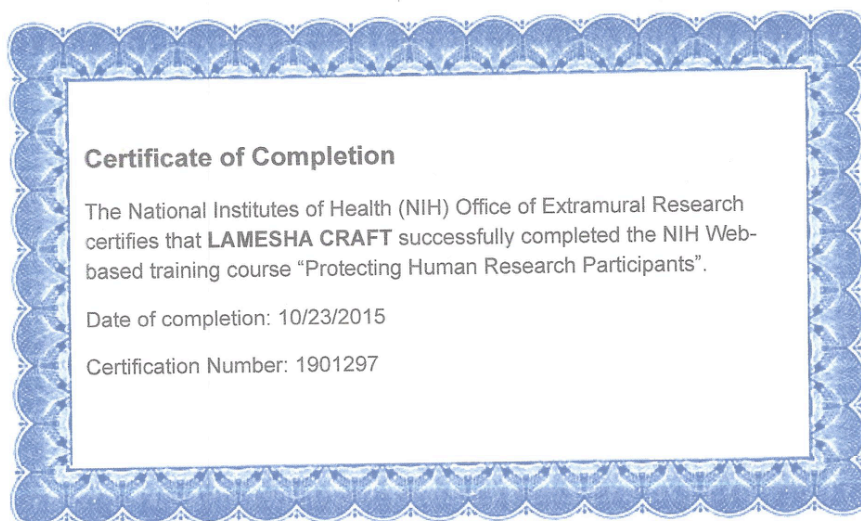 Certificate of Completion
The National Institutes of Health (NIH) Office of Extramural Research
certifies that LAMESHA CRAFT successfully completed the NIH Web-
based training course “Protecting Human Research Participants”.
Date of completion: 10/23/2015
Certification Number: 1901297